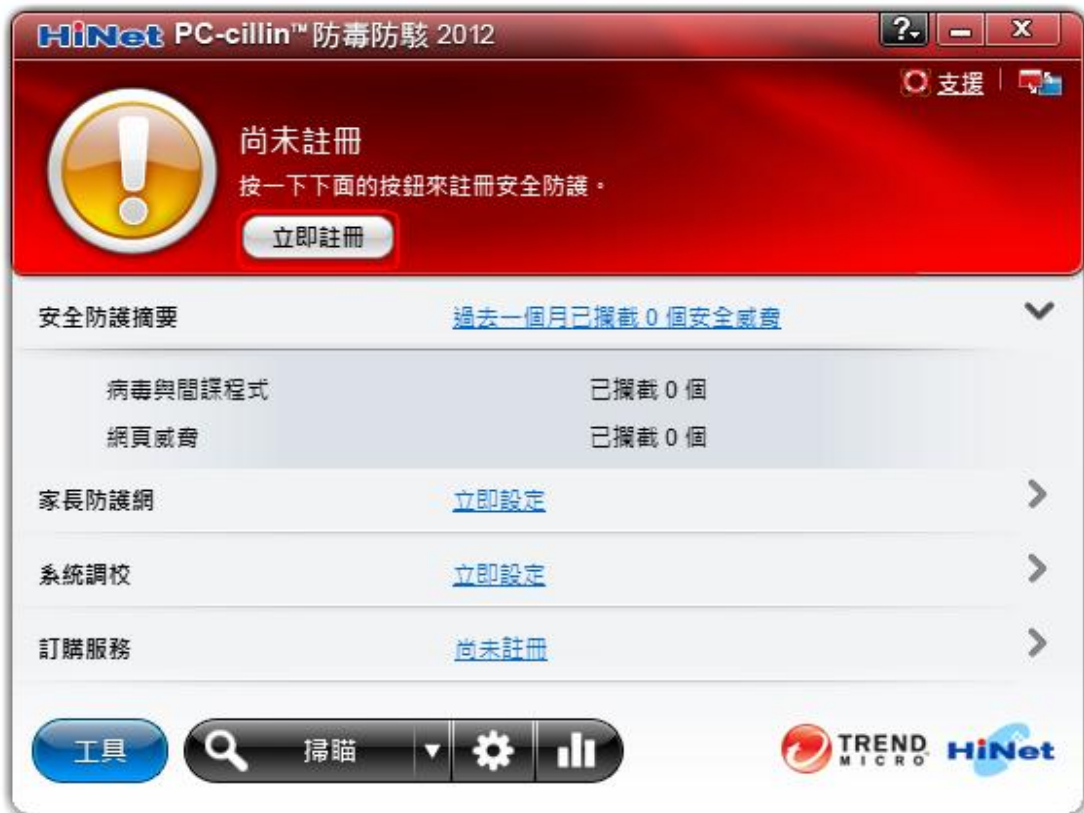 HiNet PC-cillin™防毒防駭 2012
?
支援
尚未註冊
按一下下面的按鈕來註冊安全防護。
立即註冊
安全防護摘要 過去一個月已攔截 0 個安全威脅
病毒與間諜程式 已攔截 0 個
網頁威脅 已攔截 0 個
家長防護網 立即設定
系統調校 立即設定
訂購服務 尚未註冊
工具 掃瞄 TREND MICRO HiNet